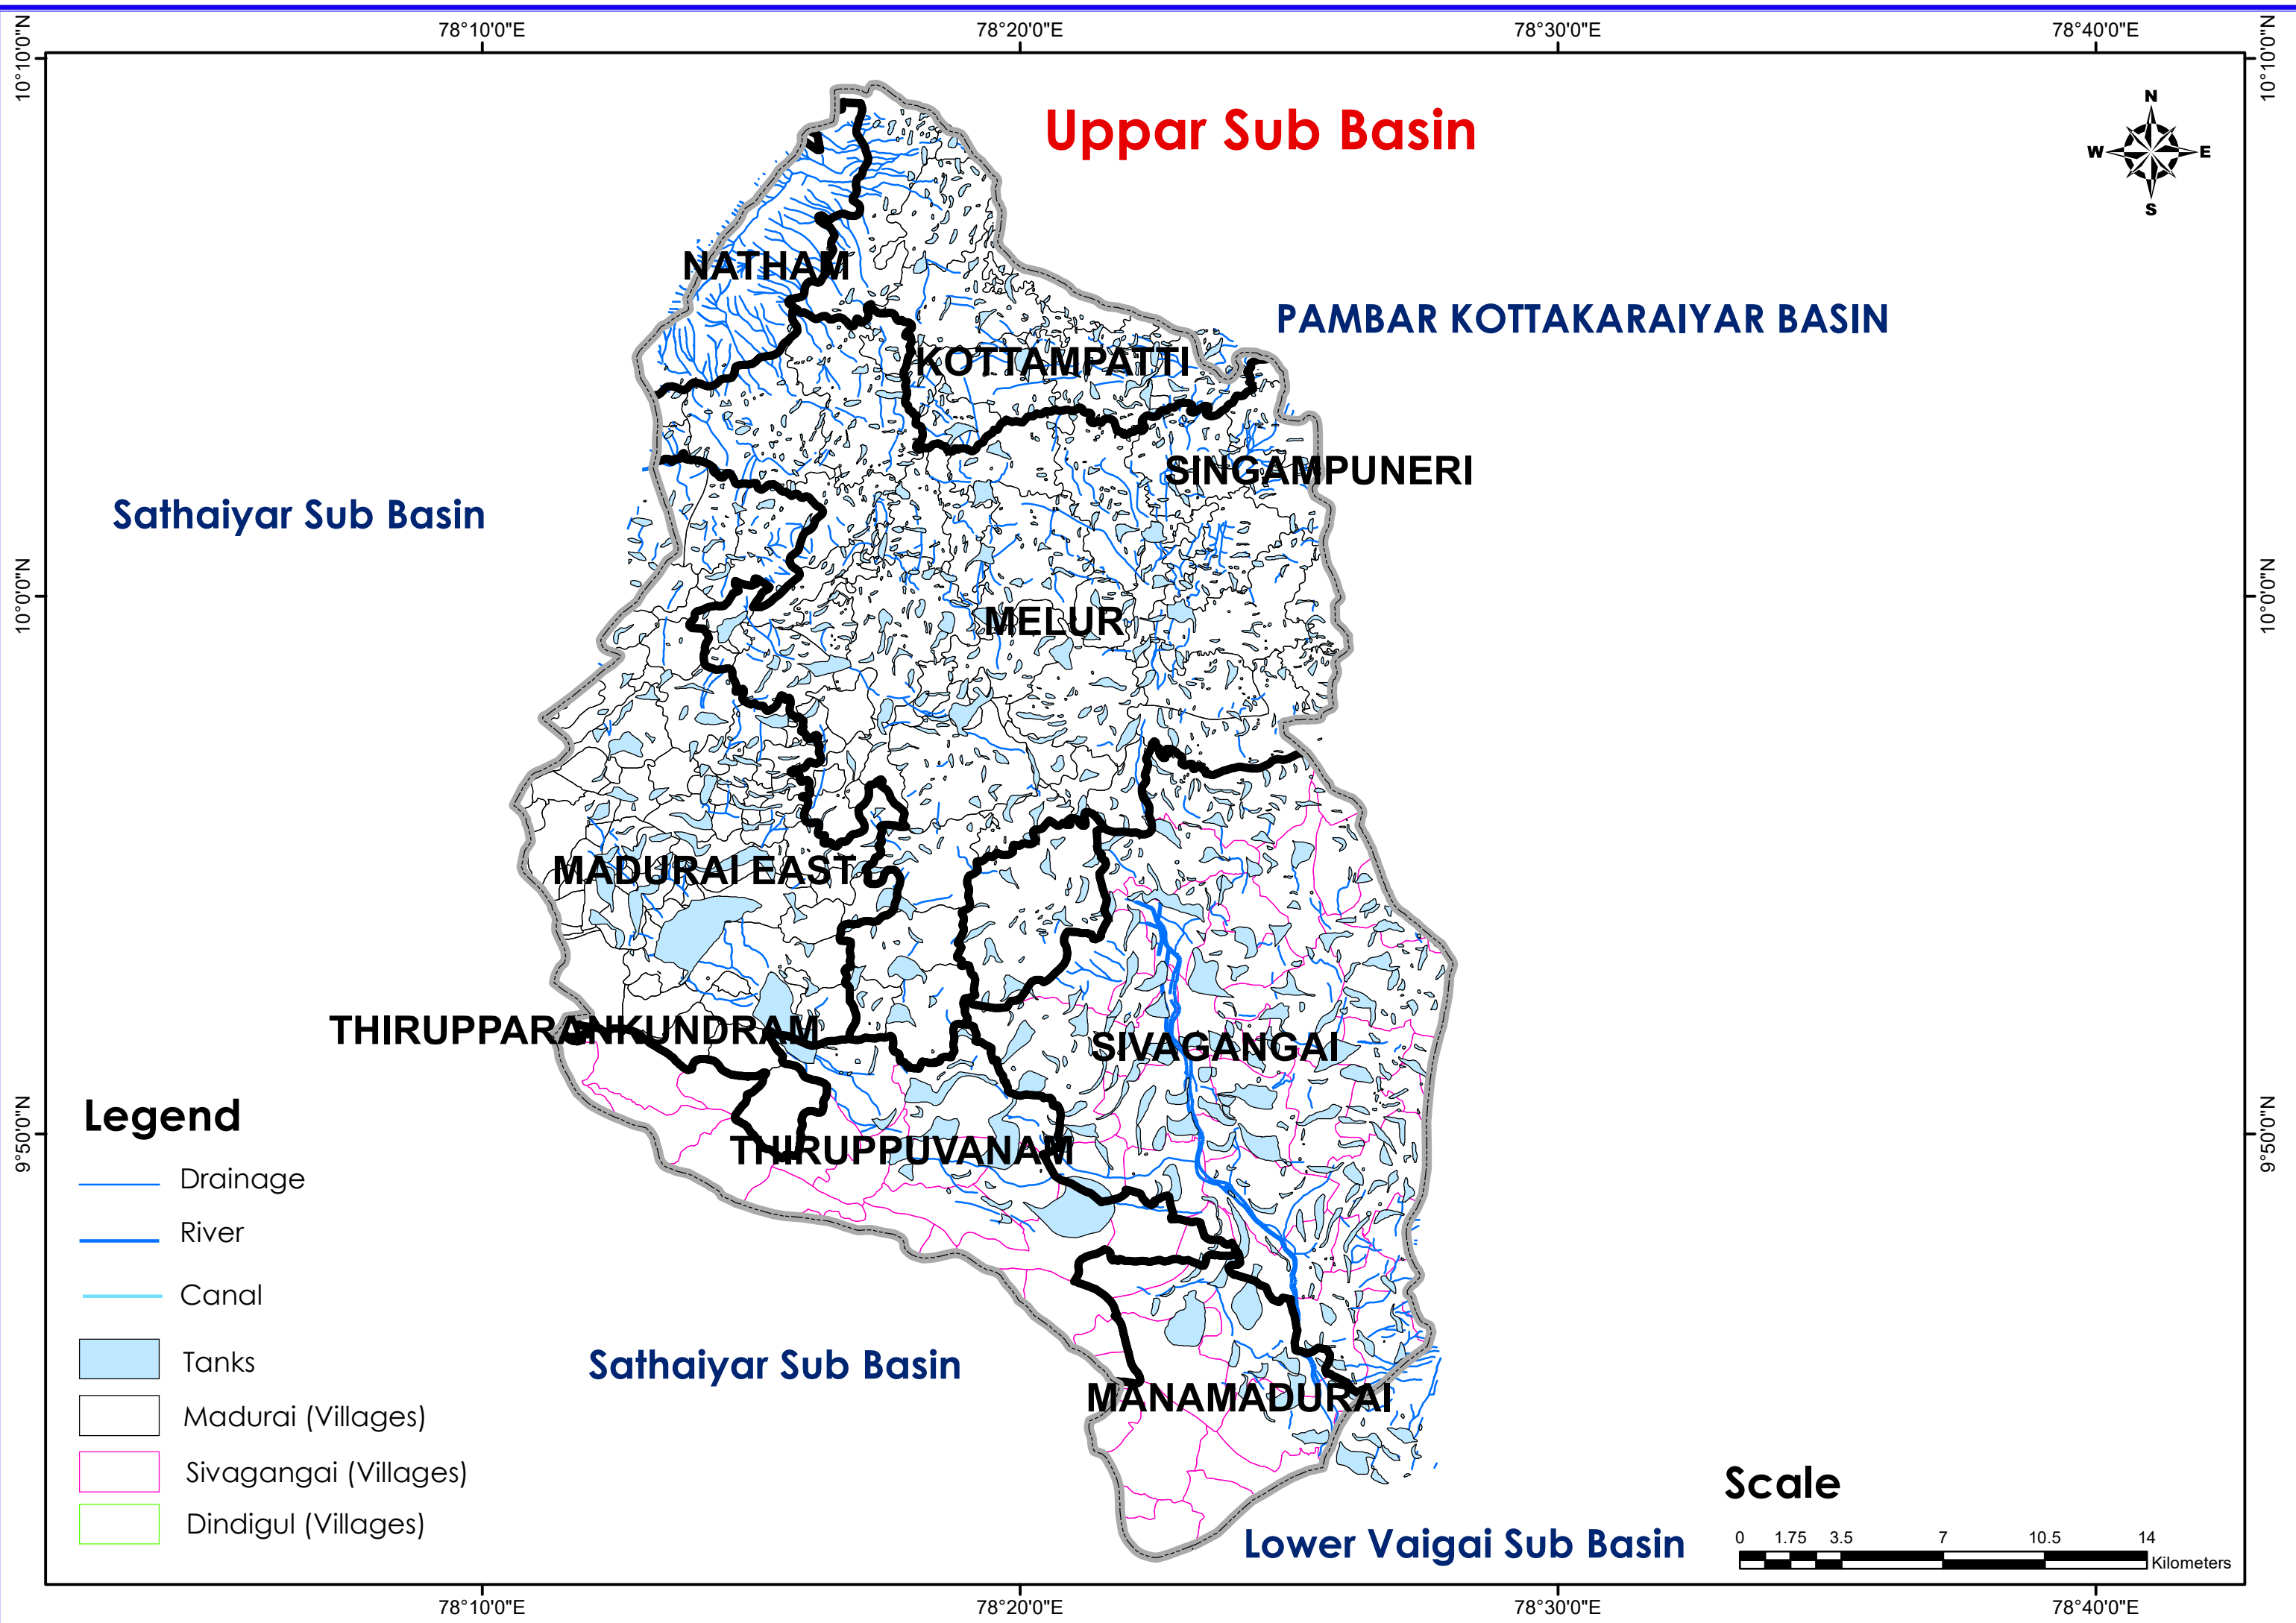 78°10'0"E 78°20'0"E 78°30'0"E 78°40'0"E
10°10'0"N 10°10'0"N
N
W E
S
Uppar Sub Basin
NATHAM
PAMBAR KOTTAKARAIYAR BASIN
KOTTAMPATTI
SINGAMPUNERI
Sathaiyar Sub Basin
10°0'0"N 10°0'0"N
MELUR
MADURAI EAST
THIRUPPARANKUNDRAM
SIVAGANGAI
9°50'0"N 9°50'0"N
THIRUPPUVANAM
Legend
Drainage
River
Canal
Tanks
Madurai (Villages)
Sivagangai (Villages)
Dindigul (Villages)
Sathaiyar Sub Basin
MANAMADURAI
Lower Vaigai Sub Basin
Scale
0 1.75 3.5 7 10.5 14
Kilometers
78°10'0"E 78°20'0"E 78°30'0"E 78°40'0"E